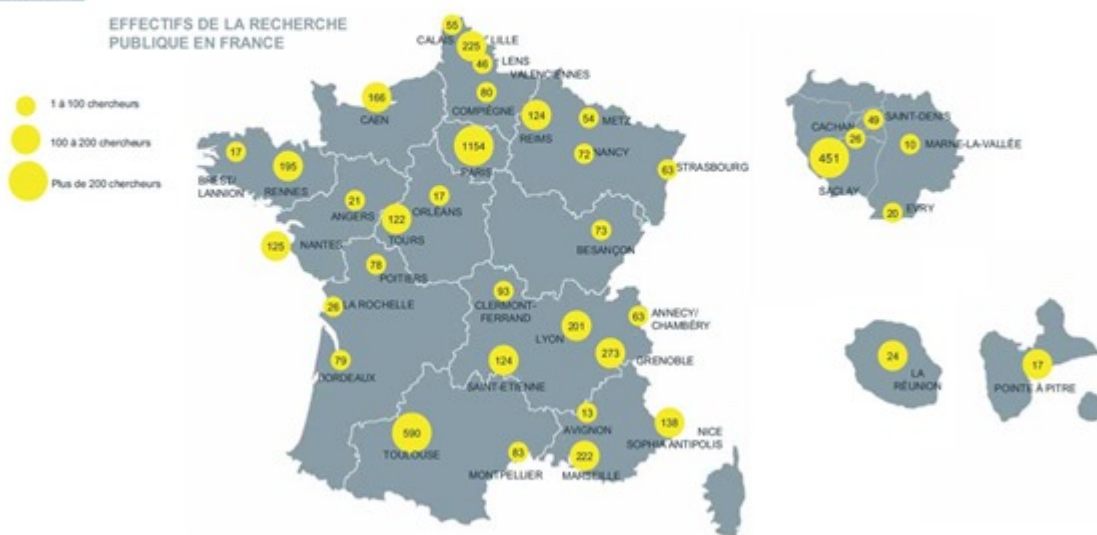 EFFECTIFS DE LA RECHERCHE
PUBLIQUE EN FRANCE
1 à 100 chercheurs
100 à 200 chercheurs
Plus de 200 chercheurs
55
CALAIS
225
LILLE
46
LENS
VALENCIENNES
166
CAEN
80
COMPIÈGNE
124
REIMS
54
METZ
1154
PARIS
72
NANCY
63
STRASBOURG
17
BREST/
LANNION
195
RENNES
21
ANGERS
17
ORLÉANS
122
TOURS
125
NANTES
73
BESANÇON
78
POITIERS
26
LA ROCHELLE
93
CLERMONT-
FERRAND
201
LYON
63
ANNECY/
CHAMBÉRY
273
GRENOBLE
79
BORDEAUX
124
SAINT-ETIENNE
590
TOULOUSE
13
AVIGNON
138
NICE
SOPHIA ANTIPOLIS
83
MONTPELLIER
222
MARSEILLE
49
SAINT-DENIS
CACHAN
26
10
MARNE-LA-VALLÉE
451
SACLAY
20
EVRY
24
LA
RÉUNION
17
POINTE À PITRE